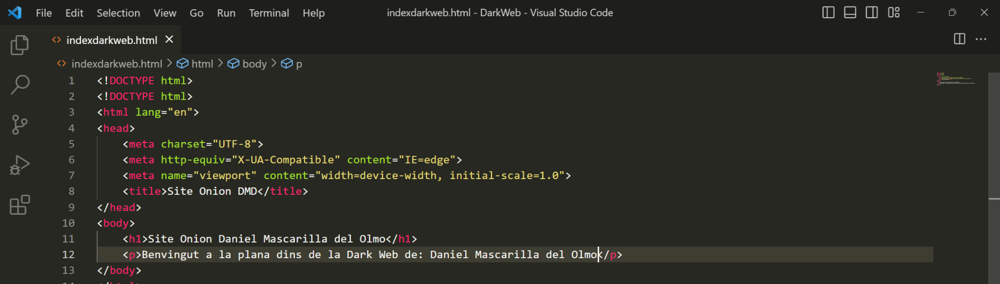 File Edit Selection View Go Run Terminal Help indexdarkweb.html - DarkWeb - Visual Studio Code
indexdarkweb.html
indexdarkweb.html > html > body > p
1 <!DOCTYPE html>
2 <!DOCTYPE html>
3 <html lang="en">
4 <head>
5 <meta charset="UTF-8">
6 <meta http-equiv="X-UA-Compatible" content="IE=edge">
7 <meta name="viewport" content="width=device-width, initial-scale=1.0">
8 <title>Site Onion DMD</title>
9 </head>
10 <body>
11 <h1>Site Onion Daniel Mascarilla del Olmo</h1>
12 <p>Benvingut a la plana dins de la Dark Web de: Daniel Mascarilla del Olmo</p>
13 </body>